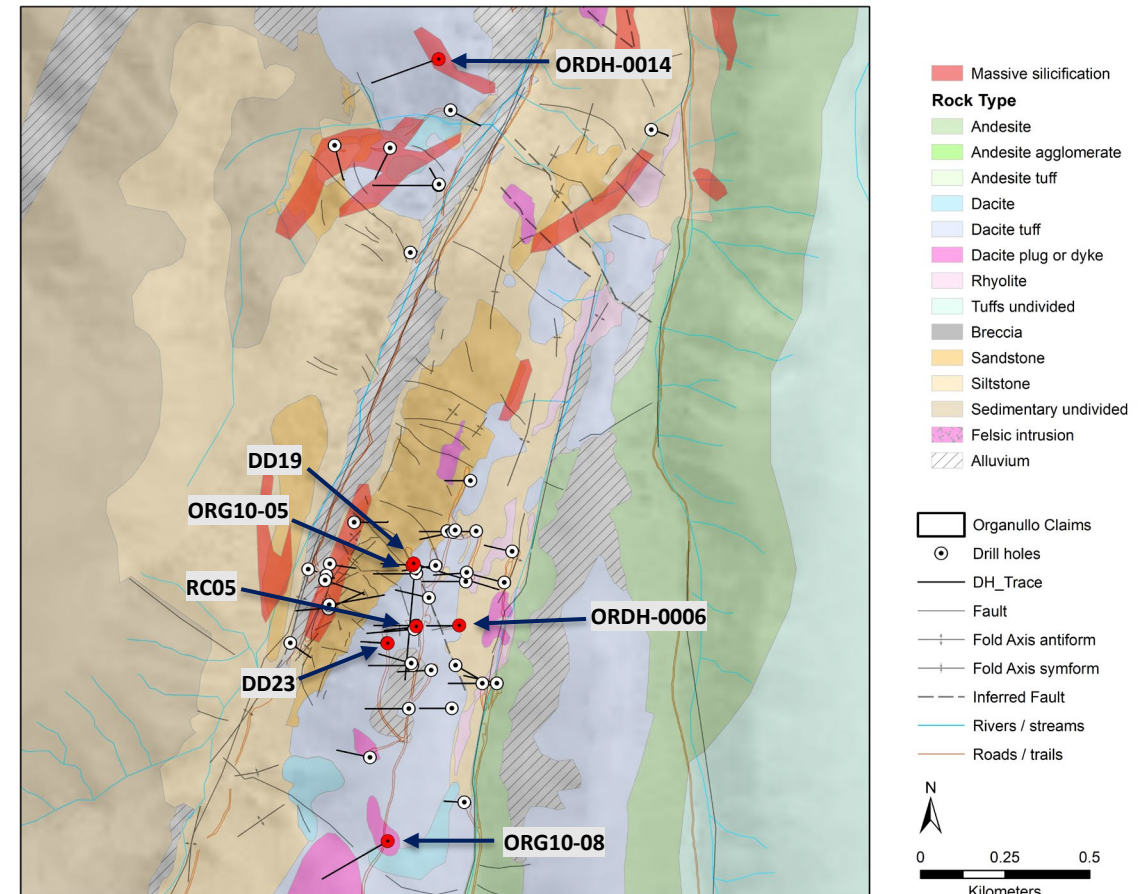 ORDH-0014
DD19
ORG10-05
RC05
ORDH-0006
DD23
ORG10-08
Massive silicification
Rock Type
Andesite
Andesite agglomerate
Andesite tuff
Dacite
Dacite tuff
Dacite plug or dyke
Rhyolite
Tuffs undivided
Breccia
Sandstone
Siltstone
Sedimentary undivided
Felsic intrusion
Alluvium
Organullo Claims
Drill holes
DH_Trace
Fault
Fold Axis antiform
Fold Axis symform
Inferred Fault
Rivers / streams
Roads / trails
N
0 0.25 0.5
Kilometers